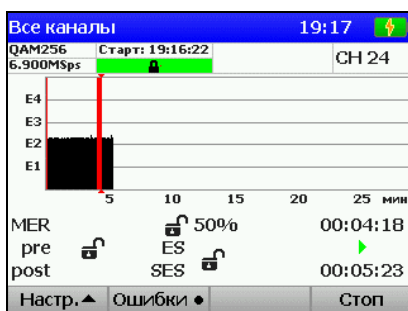 Все каналы 19:17
QAM256 Старт: 19:16:22 CH 24
6.900MSps
E4
E3
E2
E1
5 10 15 20 25 мин
MER 50% 00:04:18
pre ES
post SES 00:05:23
Настр. Ошибки Стоп